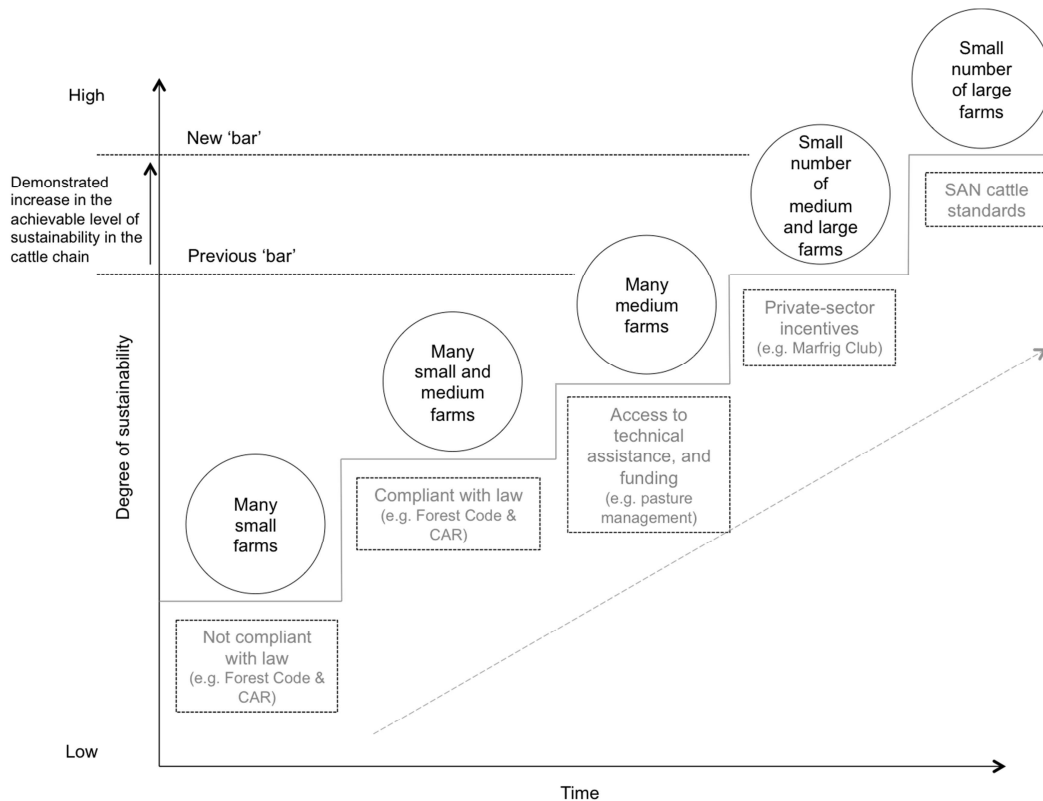 High
New ‘bar’
Demonstrated
increase in the
achievable level of
sustainability in the
cattle chain
Previous ‘bar’
Degree of sustainability
Low
Time
Many
small
farms
Not compliant
with law
(e.g. Forest Code &
CAR)
Many
small and
medium
farms
Compliant with law
(e.g. Forest Code &
CAR)
Many
medium
farms
Access to
technical
assistance, and
funding
(e.g. pasture
management)
Small
number
of
medium
and large
farms
Private-sector
incentives
(e.g. Marfrig Club)
Small
number
of large
farms
SAN cattle
standards